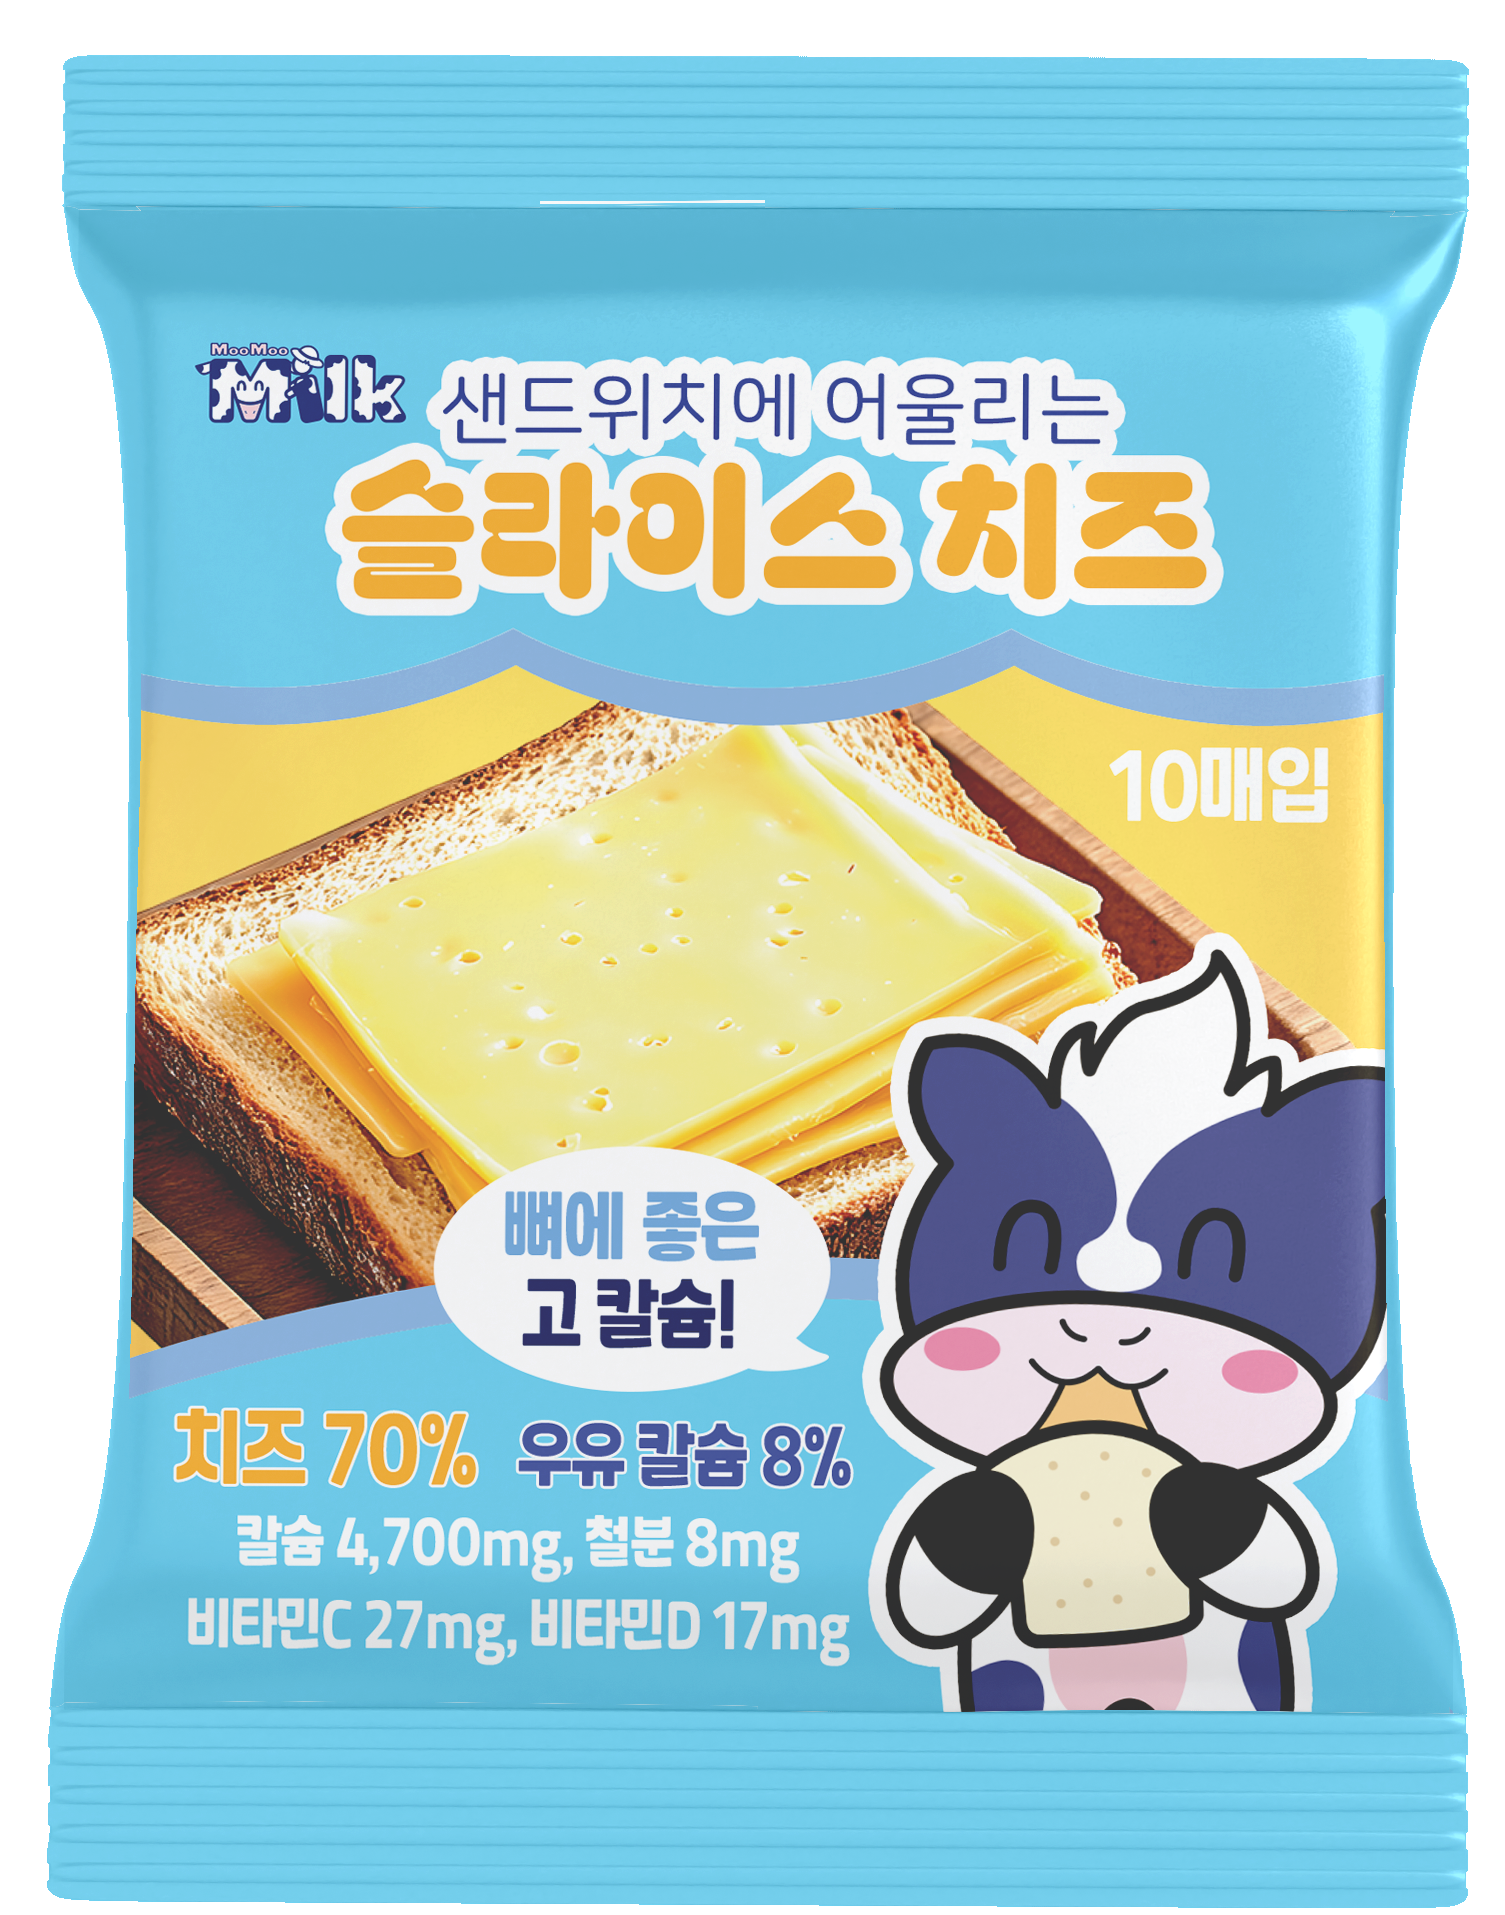 MooMoo
Milk
샌드위치에 어울리는
슬라이스 치즈
10매입
뼈에 좋은
고 칼슘!
치즈 70% 우유 칼슘 8%
칼슘 4,700mg, 철분 8mg
비타민C 27mg, 비타민D 17mg